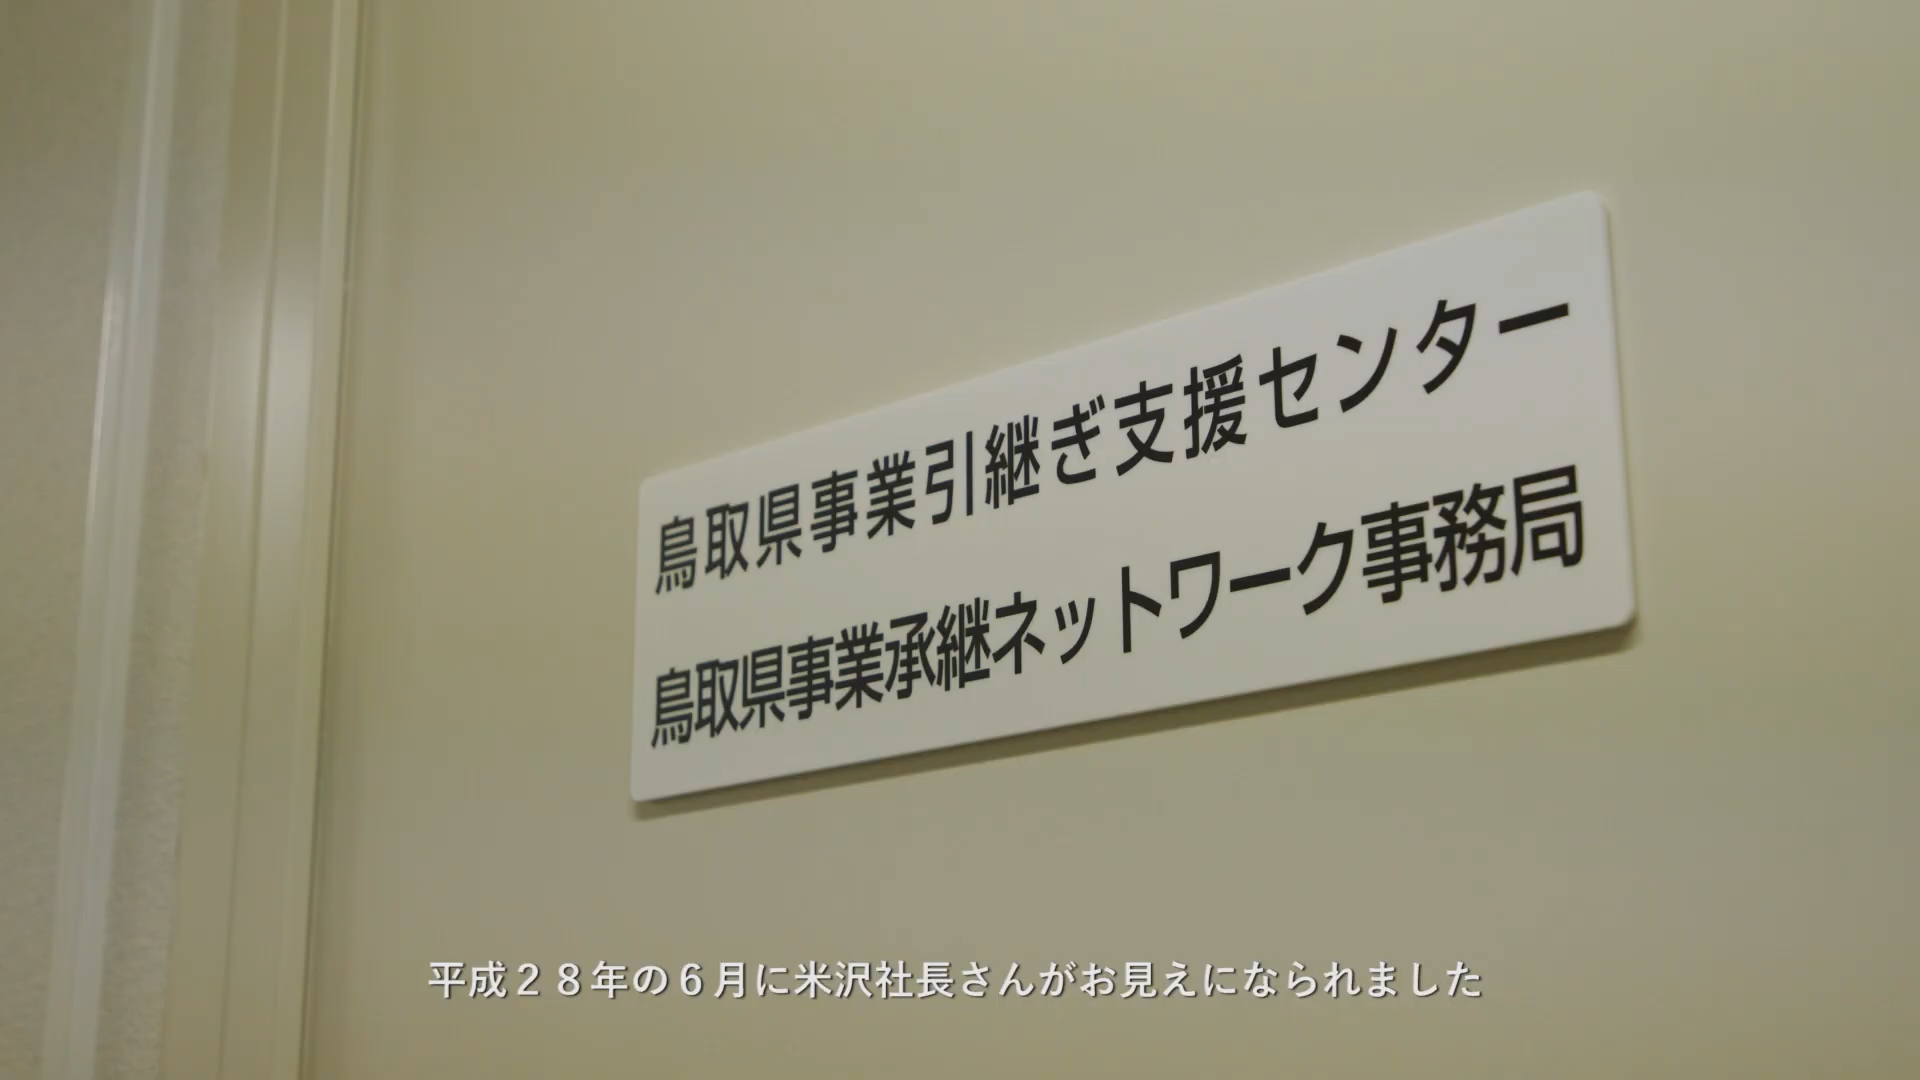 鳥取県事業引継ぎ支援センター
鳥取県事業承継ネットワーク事務局
平成２８年の６月に米沢社長さんがお見えになられました